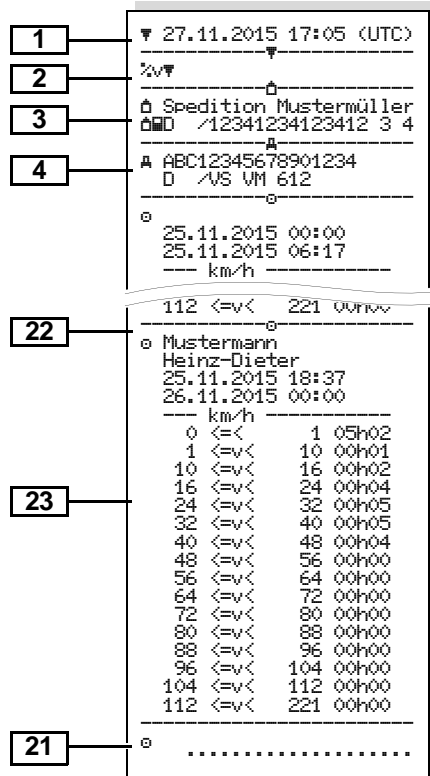 1 ▼ 27.11.2015 17:05 (UTC)
2 %v▼
3 Spedition Mustermüller
D /12341234123412 3 4
4 ABC12345678901234
D /VS VM 612
25.11.2015 00:00
25.11.2015 06:17
--- km/h -----------
112 <=v< 221 00h00
22
Mustermann
Heinz-Dieter
25.11.2015 18:37
26.11.2015 00:00
--- km/h -----------
0 <=< 1 05h02
1 <=v< 10 00h01
10 <=v< 16 00h02
16 <=v< 24 00h04
23 24 <=v< 32 00h05
32 <=v< 40 00h05
40 <=v< 48 00h04
48 <=v< 56 00h00
56 <=v< 64 00h00
64 <=v< 72 00h00
72 <=v< 80 00h00
80 <=v< 88 00h00
88 <=v< 96 00h00
96 <=v< 104 00h00
104 <=v< 112 00h00
112 <=v< 221 00h00
21 ....................